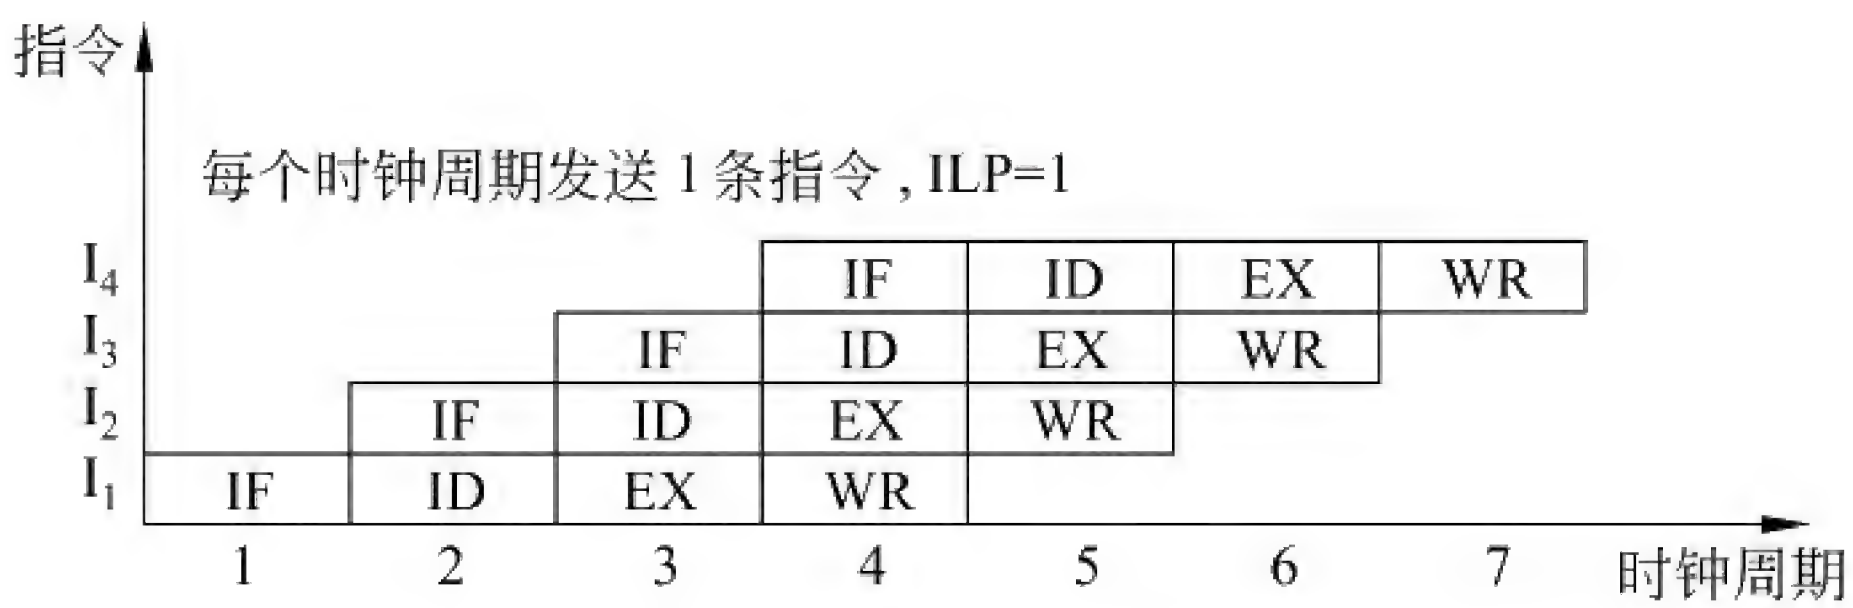 指令
每个时钟周期发送 1 条指令 , ILP=1
I₄ IF ID EX WR
I₃ IF ID EX WR
I₂ IF ID EX WR
I₁ IF ID EX WR
1 2 3 4 5 6 7 时钟周期